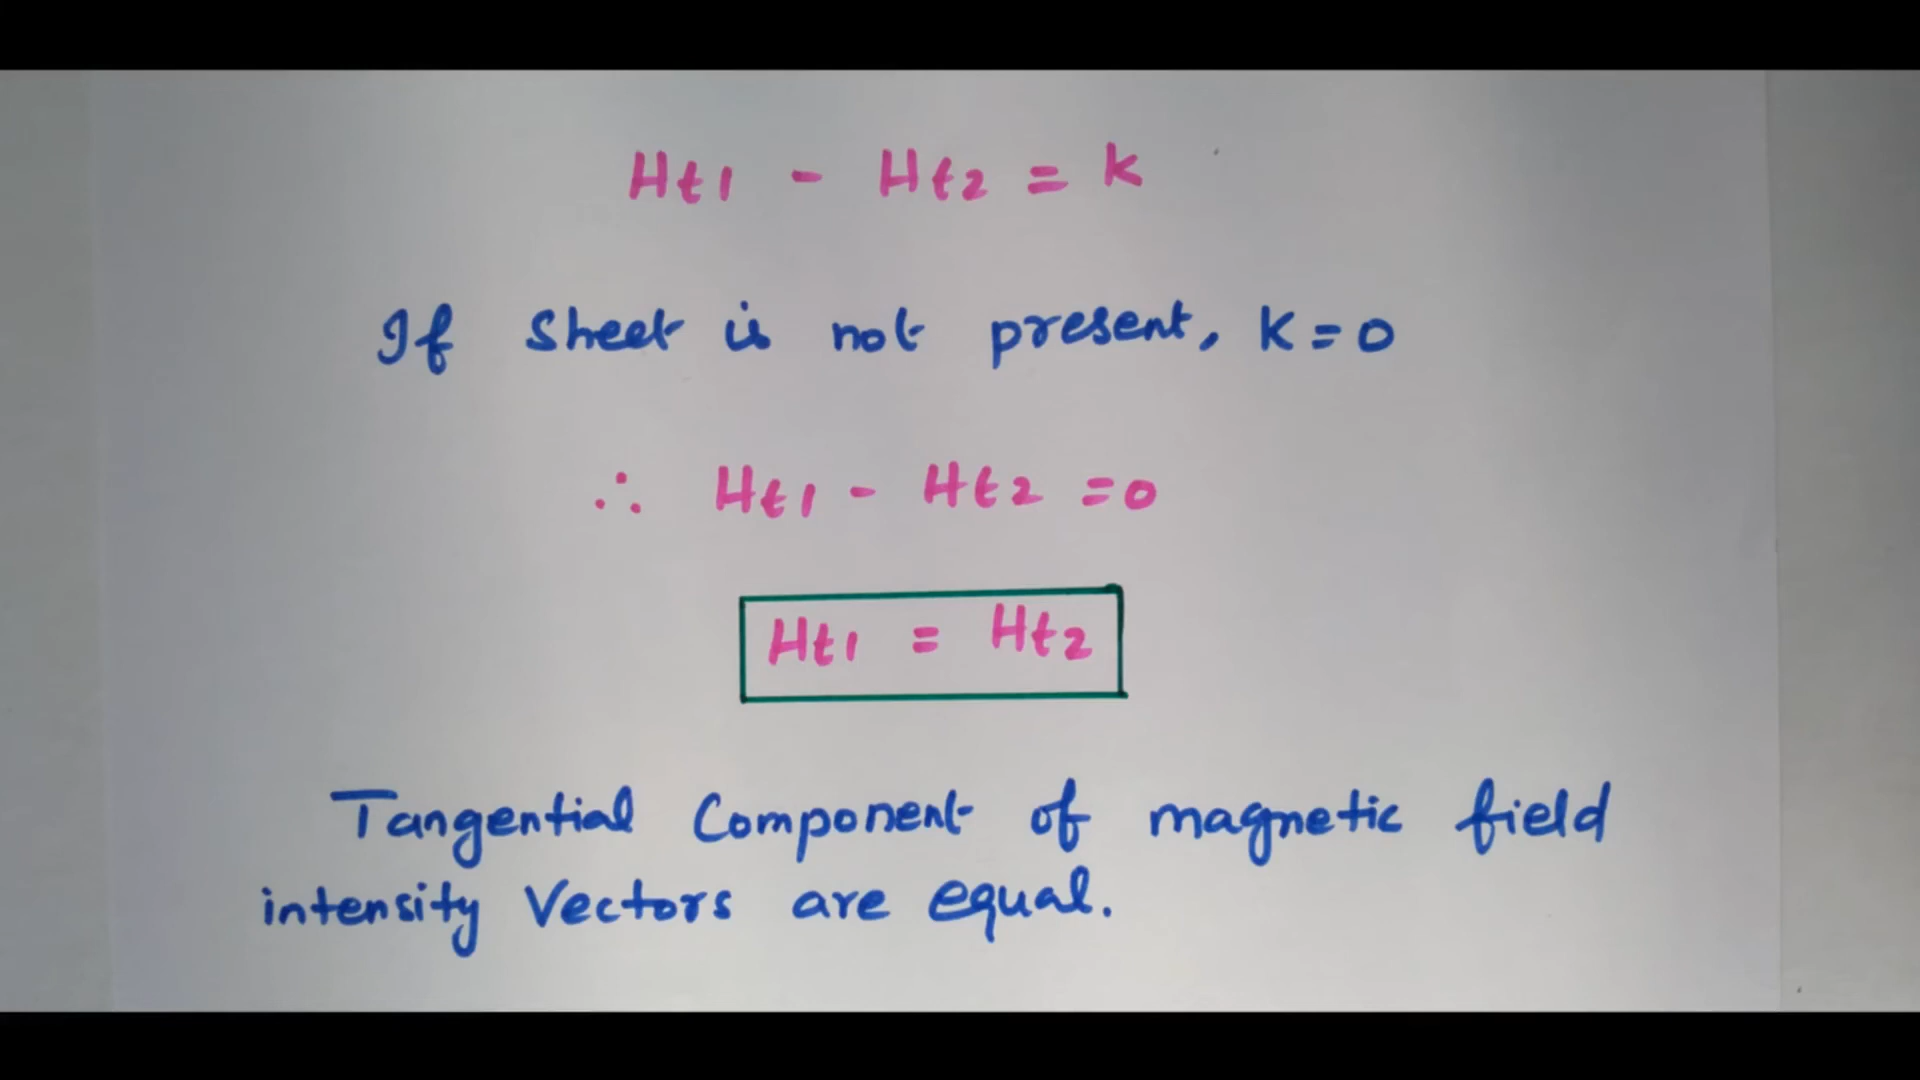 Ht1 - Ht2 = K
If sheet is not present, K = 0
∴ Ht1 - Ht2 = 0
Ht1 = Ht2
Tangential Component of magnetic field
intensity Vectors are equal.